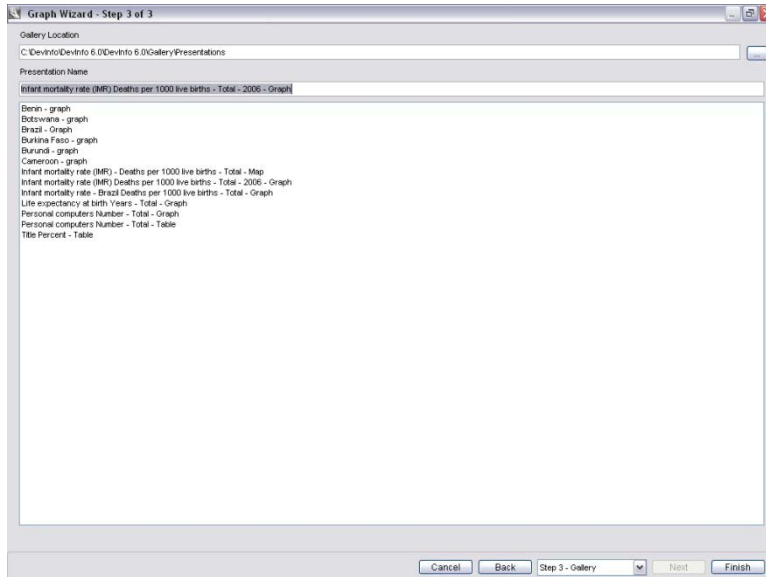 Graph Wizard - Step 3 of 3
Gallery Location
C:\DevInfo\DevInfo 6.0\DevInfo 6.0\Gallery\Presentations
...
Presentation Name
Infant mortality rate (IMR) Deaths per 1000 live births - Total - 2006 - Graph
Benin - graph
Botswana - graph
Brazil - Graph
Burkina Faso - graph
Burundi - graph
Cameroon - graph
Infant mortality rate (IMR) - Deaths per 1000 live births - Total - Map
Infant mortality rate (IMR) Deaths per 1000 live births - Total - 2006 - Graph
Infant mortality rate - Brazil Deaths per 1000 live births - Total - Graph
Life expectancy at birth Years - Total - Graph
Personal computers Number - Total - Graph
Personal computers Number - Total - Table
Title Percent - Table
Cancel Back Step 3 - Gallery Next Finish